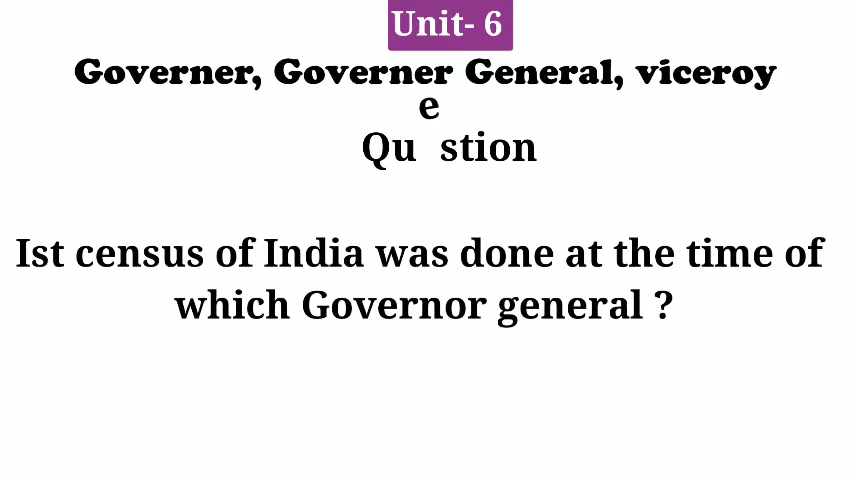 Unit- 6
Governer, Governer General, viceroy
e
Qu stion
Ist census of India was done at the time of
which Governor general ?